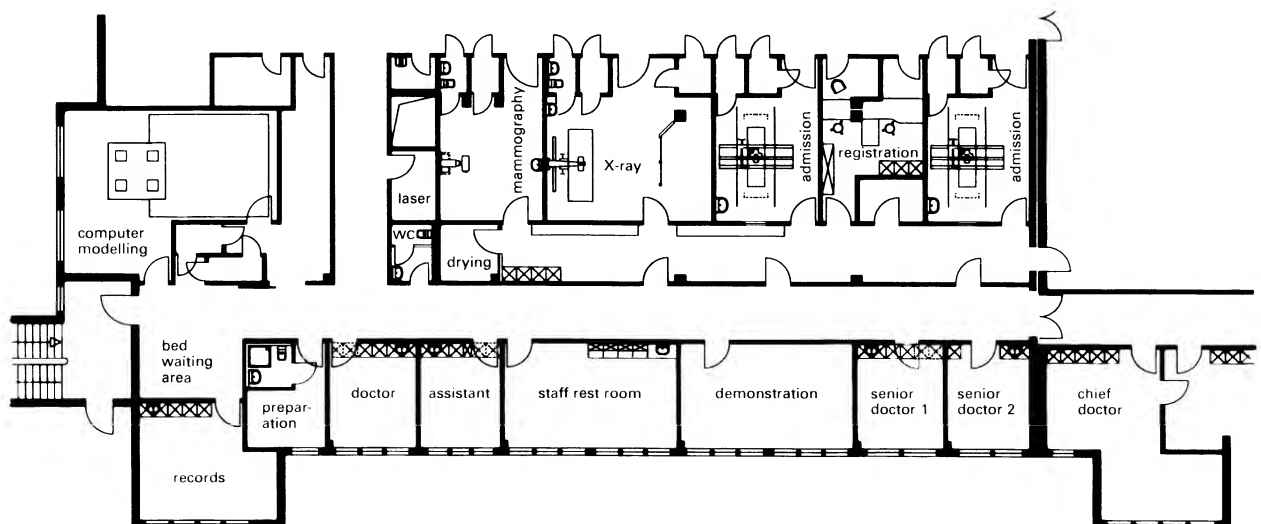 mammography
X-ray
admission
registration
admission
laser
computer
modelling
WC
drying
bed
waiting
area
prepar-
ation
doctor
assistant
staff rest room
demonstration
senior
doctor 1
senior
doctor 2
chief
doctor
records